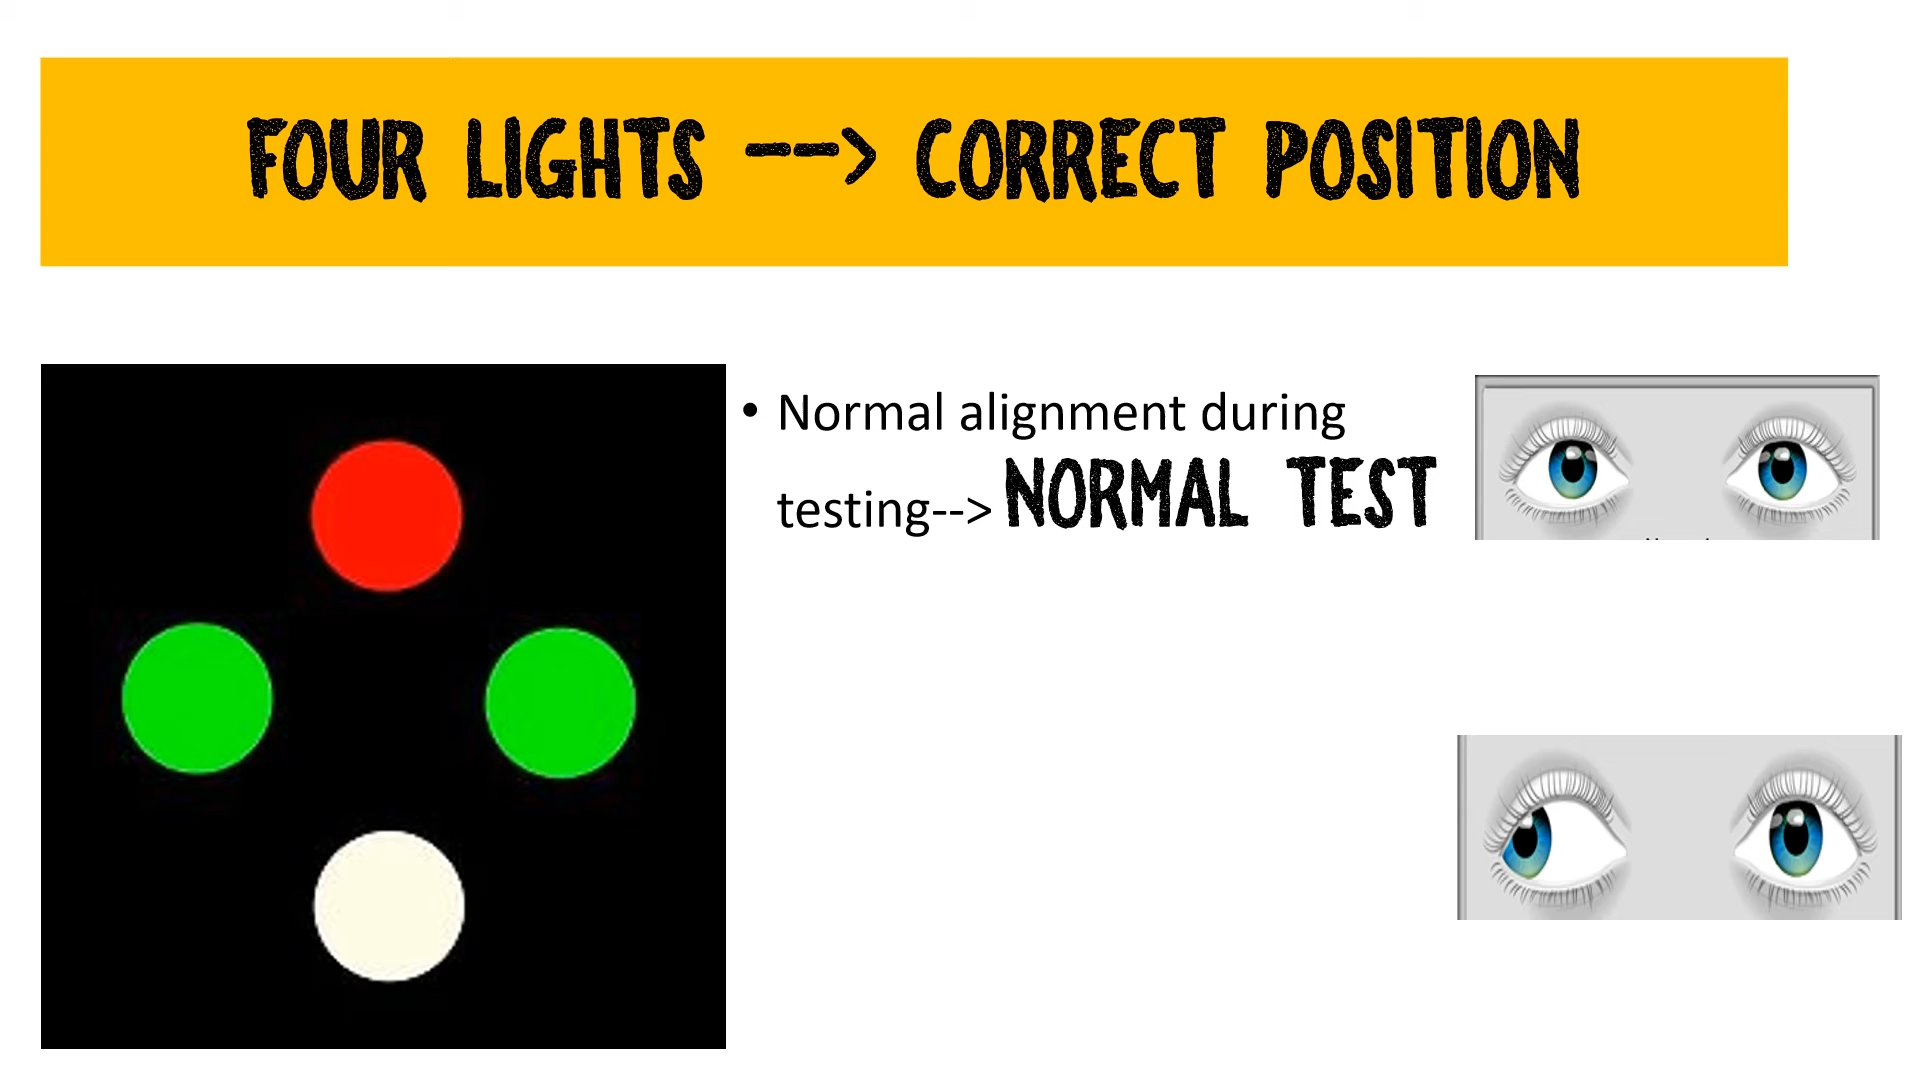 FOUR LIGHTS --> CORRECT POSITION
• Normal alignment during
testing--> NORMAL TEST